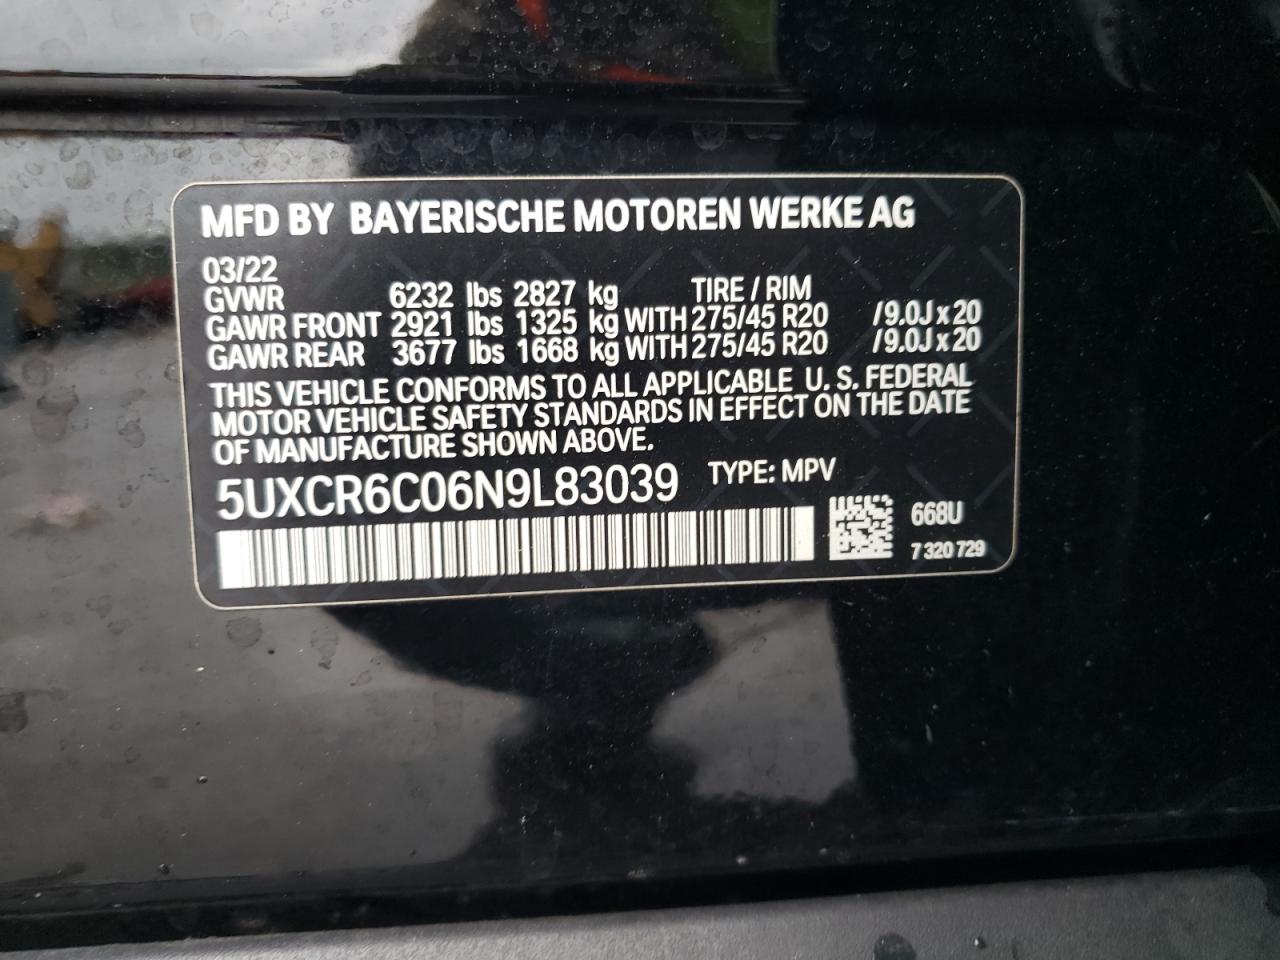 MFD BY BAYERISCHE MOTOREN WERKE AG
03/22
GVWR 6232 lbs 2827 kg TIRE / RIM
GAWR FRONT 2921 lbs 1325 kg WITH 275/45 R20 / 9.0J x 20
GAWR REAR 3677 lbs 1668 kg WITH 275/45 R20 / 9.0J x 20
THIS VEHICLE CONFORMS TO ALL APPLICABLE U. S. FEDERAL
MOTOR VEHICLE SAFETY STANDARDS IN EFFECT ON THE DATE
OF MANUFACTURE SHOWN ABOVE.
5UXCR6C06N9L83039 TYPE: MPV
668U
7 320 729